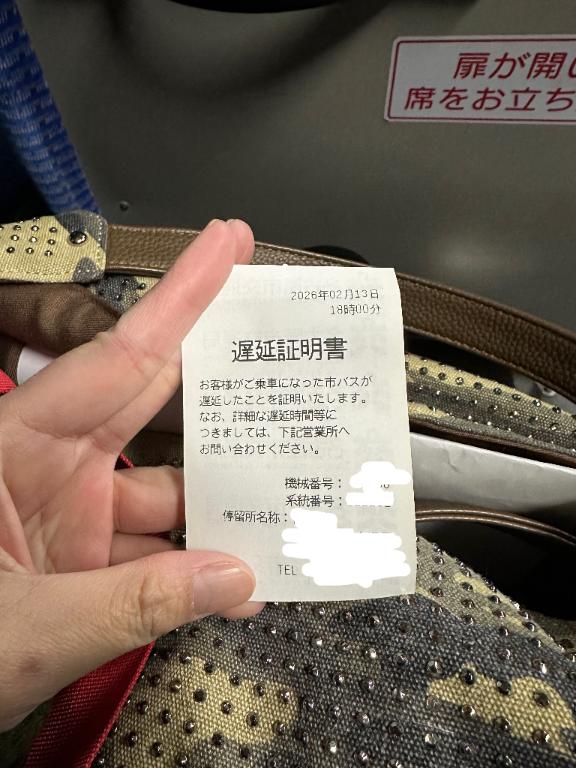 扉が開い
席をお立ち
2026年02月13日
18時00分
遅延証明書
お客様がご乗車になった市バスが
遅延したことを証明いたします。
なお、詳細な遅延時間等に
つきましては、下記営業所へ
お問い合わせください。
機械番号：
系統番号：
停留所名称：
TEL